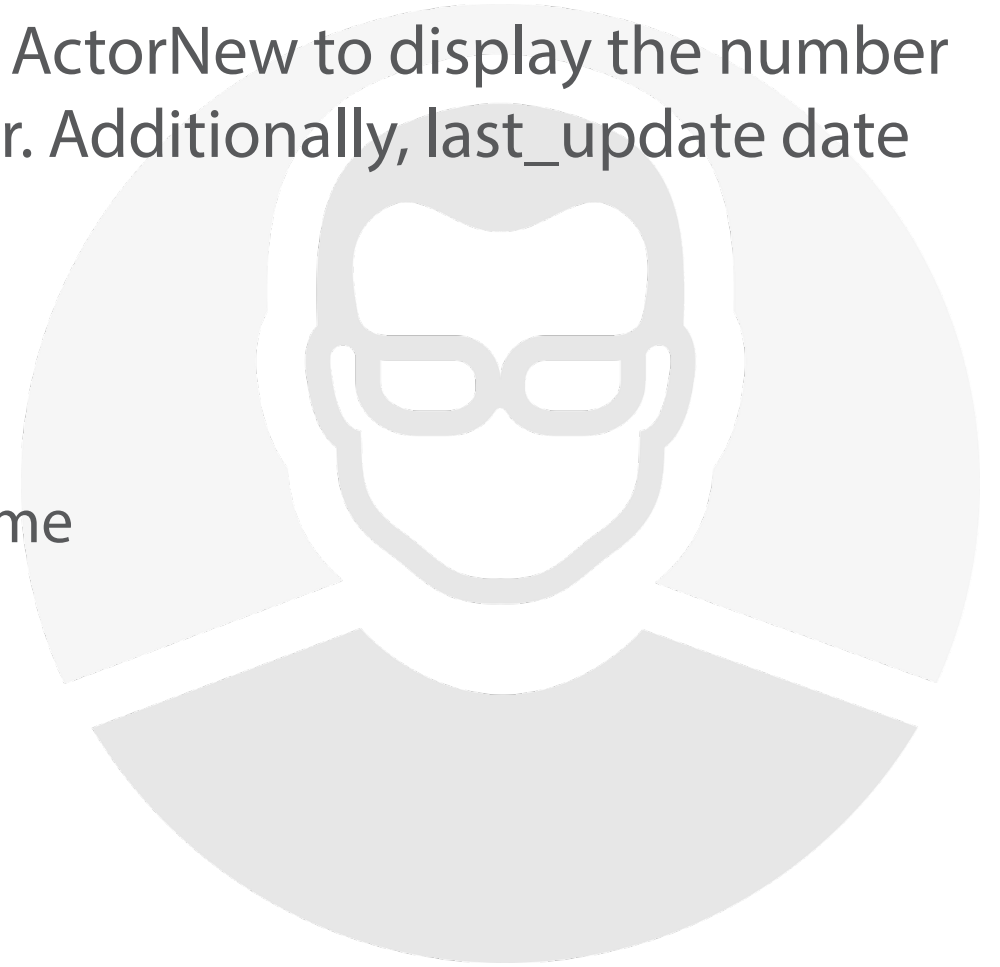 ActorNew to display the number
r. Additionally, last_update date
me